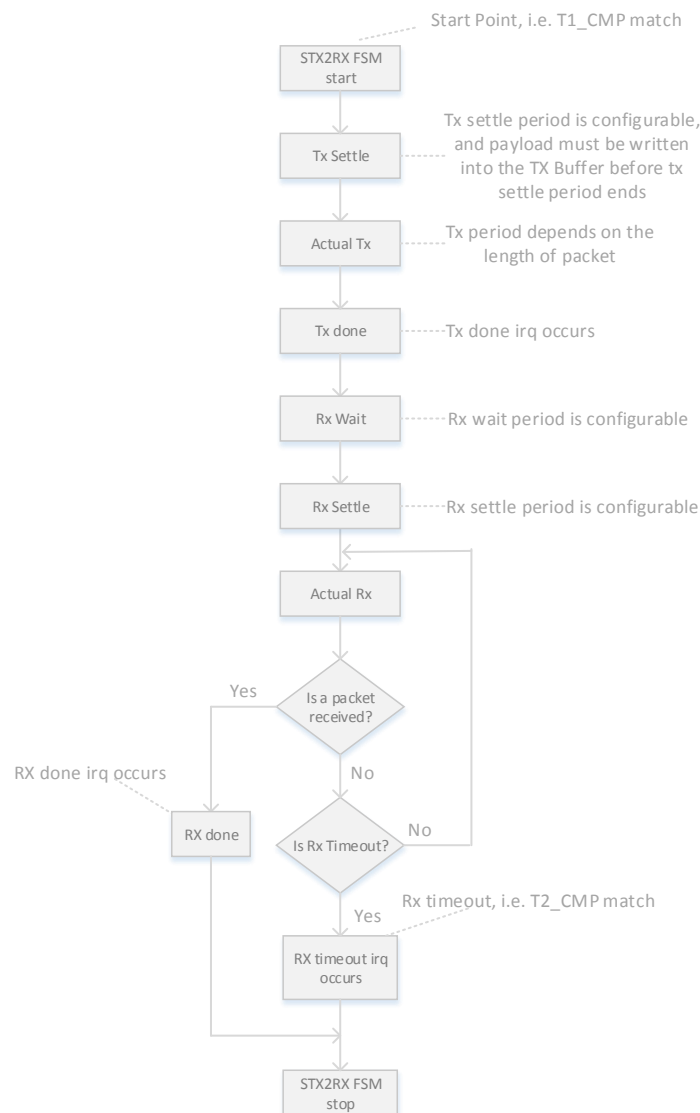 Start Point, i.e. T1_CMP match
STX2RX FSM
start
Tx settle period is configurable,
and payload must be written
into the TX Buffer before tx
settle period ends
Tx Settle
Actual Tx
Tx period depends on the
length of packet
Tx done
Tx done irq occurs
Rx Wait
Rx wait period is configurable
Rx Settle
Rx settle period is configurable
Actual Rx
Is a packet
received?
Yes
No
RX done irq occurs
RX done
Is Rx Timeout?
No
Yes
Rx timeout, i.e. T2_CMP match
RX timeout irq
occurs
STX2RX FSM
stop